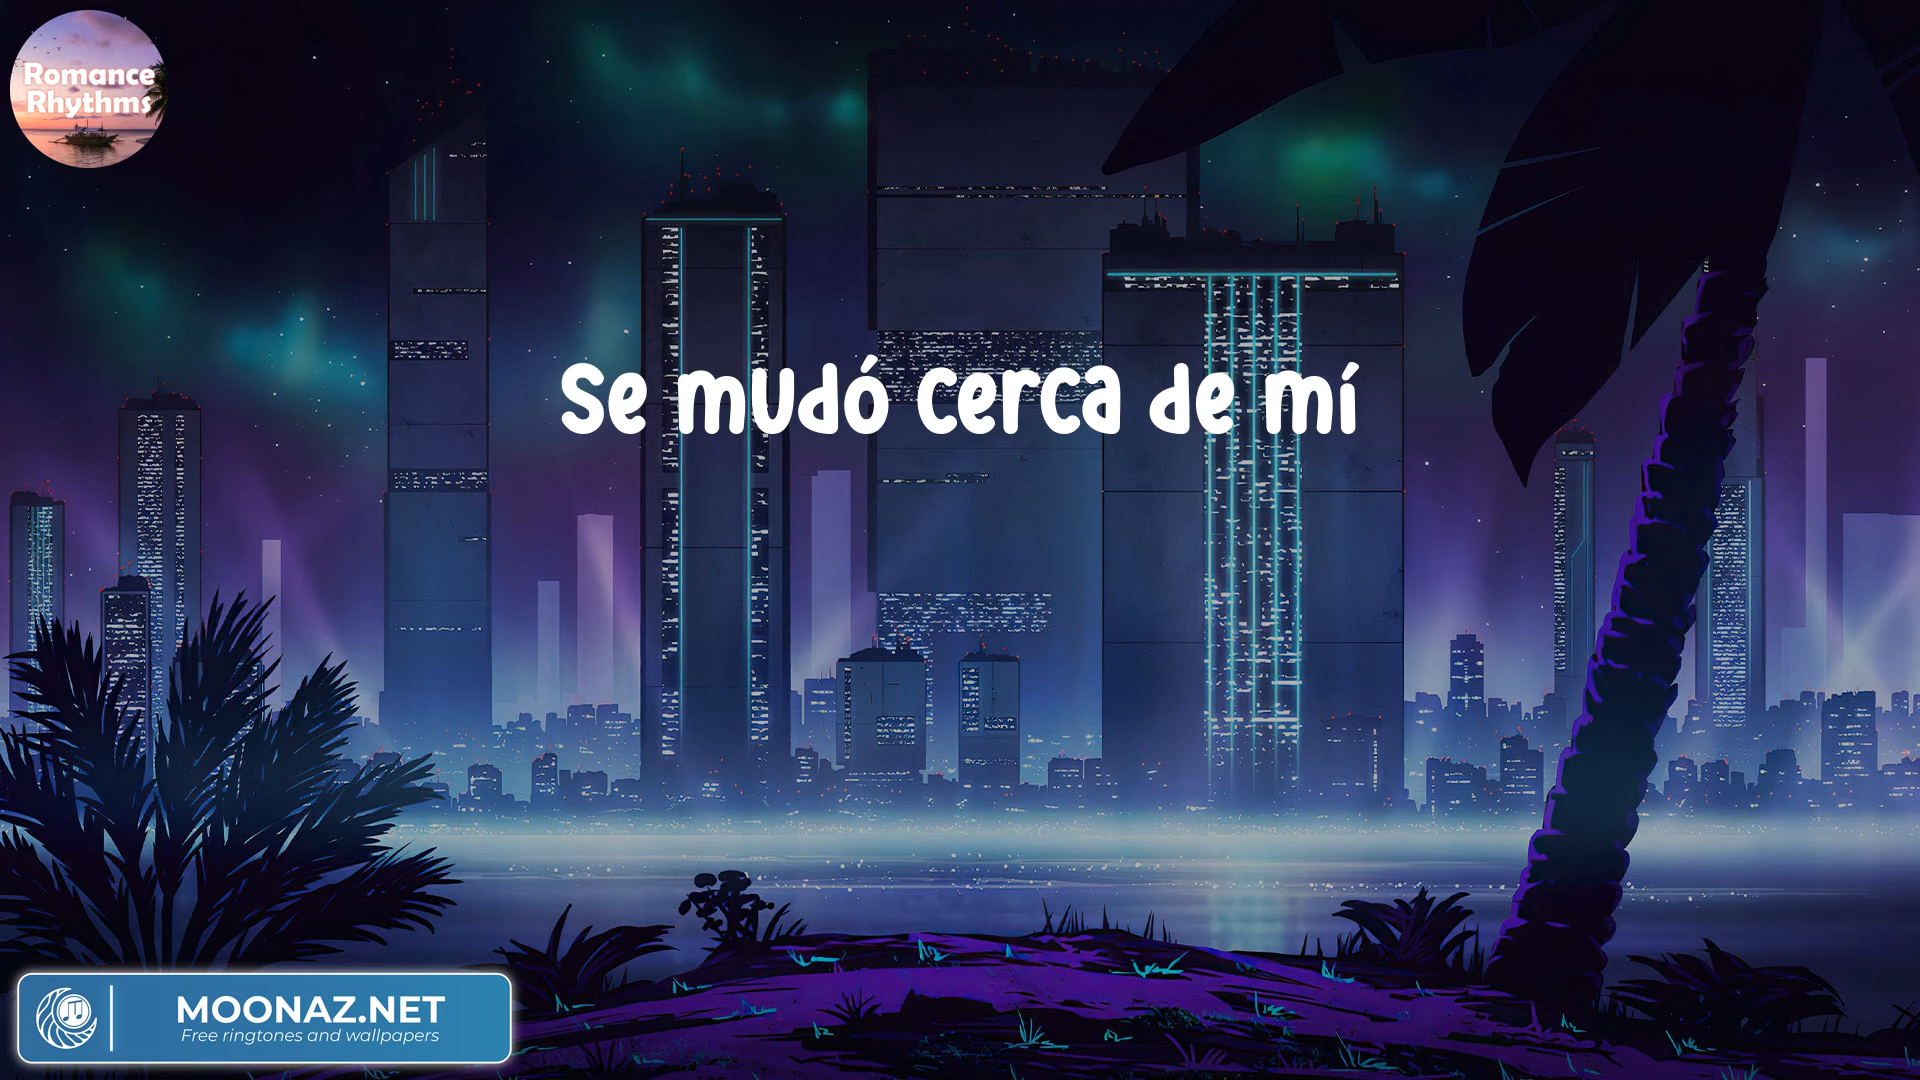 Romance
Rhythms
Se mudó cerca de mí
MOONAZ.NET
Free ringtones and wallpapers